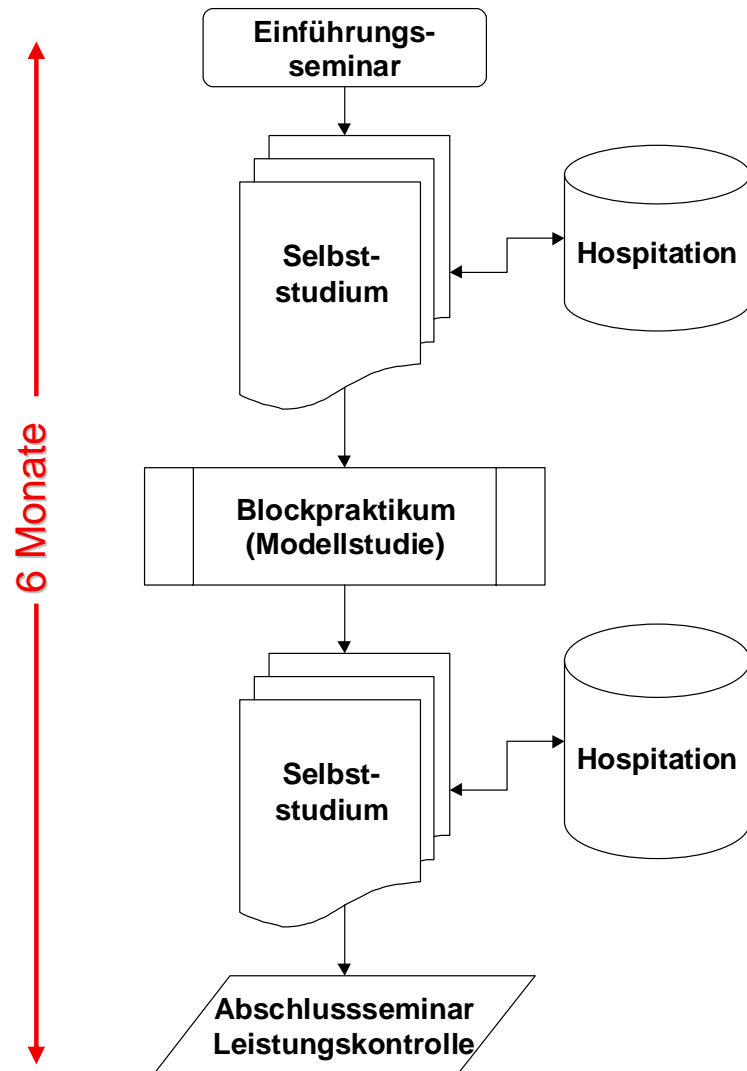 Einführungs-
seminar
Selbst-
studium
Hospitation
6 Monate
Blockpraktikum
(Modellstudie)
Selbst-
studium
Hospitation
Abschlussseminar
Leistungskontrolle